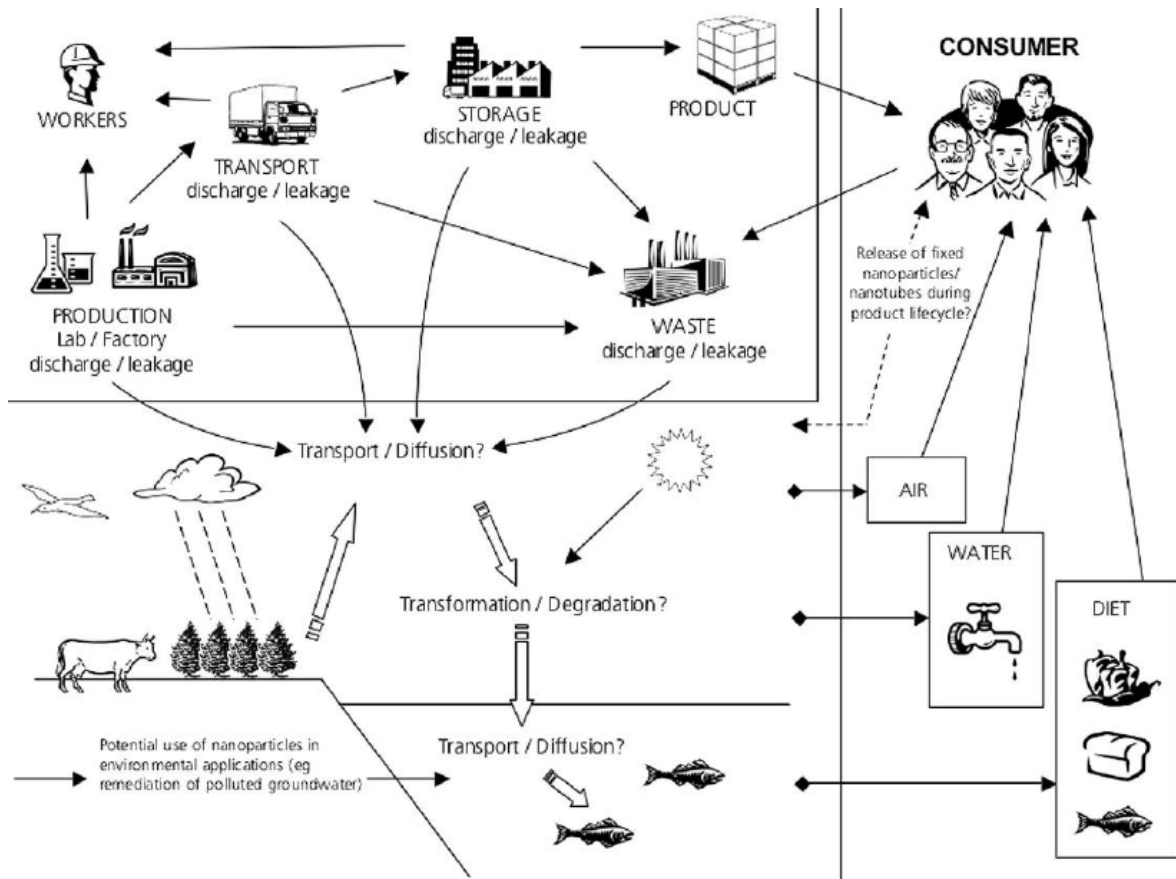 CONSUMER
WORKERS
STORAGE
discharge / leakage
PRODUCT
TRANSPORT
discharge / leakage
PRODUCTION
Lab / Factory
discharge / leakage
WASTE
discharge / leakage
Release of fixed
nanoparticles/
nanotubes during
product lifecycle?
Transport / Diffusion?
AIR
WATER
Transformation / Degradation?
DIET
Potential use of nanoparticles in
environmental applications (eg
remediation of polluted groundwater)
Transport / Diffusion?